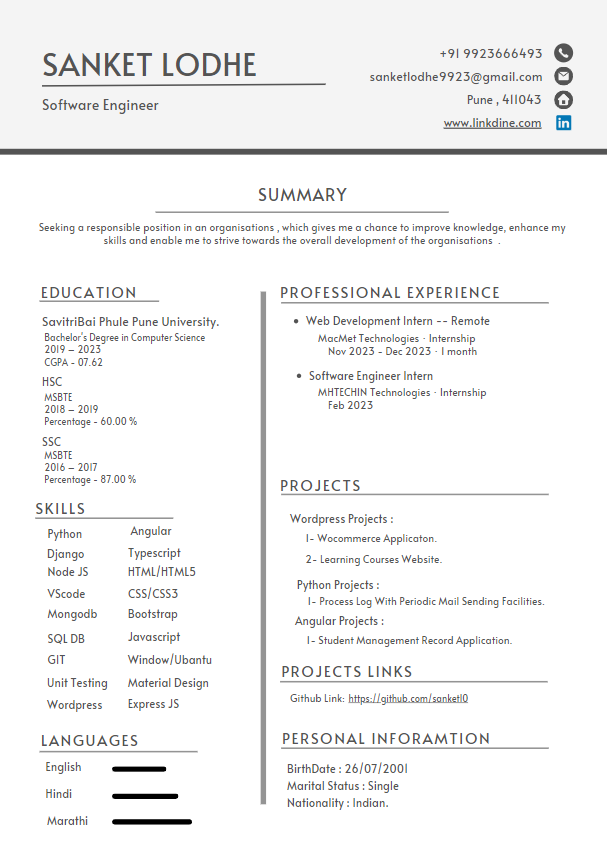 SANKET LODHE
Software Engineer
+91 9923666493
sanketlodhe9923@gmail.com
Pune , 411043
www.linkdine.com
SUMMARY
Seeking a responsible position in an organisations , which gives me a chance to improve knowledge, enhance my
skills and enable me to strive towards the overall development of the organisations .
EDUCATION
SavitriBai Phule Pune University.
Bachelor's Degree in Computer Science
2019 – 2023
CGPA - 07.62
HSC
MSBTE
2018 – 2019
Percentage - 60.00 %
SSC
MSBTE
2016 – 2017
Percentage - 87.00 %
SKILLS
Python Angular
Django Typescript
Node JS HTML/HTML5
VScode CSS/CSS3
Mongodb Bootstrap
SQL DB Javascript
GIT Window/Ubantu
Unit Testing Material Design
Wordpress Express JS
LANGUAGES
English
Hindi
Marathi
PROFESSIONAL EXPERIENCE
• Web Development Intern -- Remote
MacMet Technologies · Internship
Nov 2023 - Dec 2023 · 1 month
• Software Engineer Intern
MHTECHIN Technologies · Internship
Feb 2023
PROJECTS
Wordpress Projects :
1- Wocommerce Applicaton.
2- Learning Courses Website.
Python Projects :
1- Process Log With Periodic Mail Sending Facilities.
Angular Projects :
1- Student Management Record Application.
PROJECTS LINKS
Github Link: https://github.com/sanket10
PERSONAL INFORAMTION
BirthDate : 26/07/2001
Marital Status : Single
Nationality : Indian.